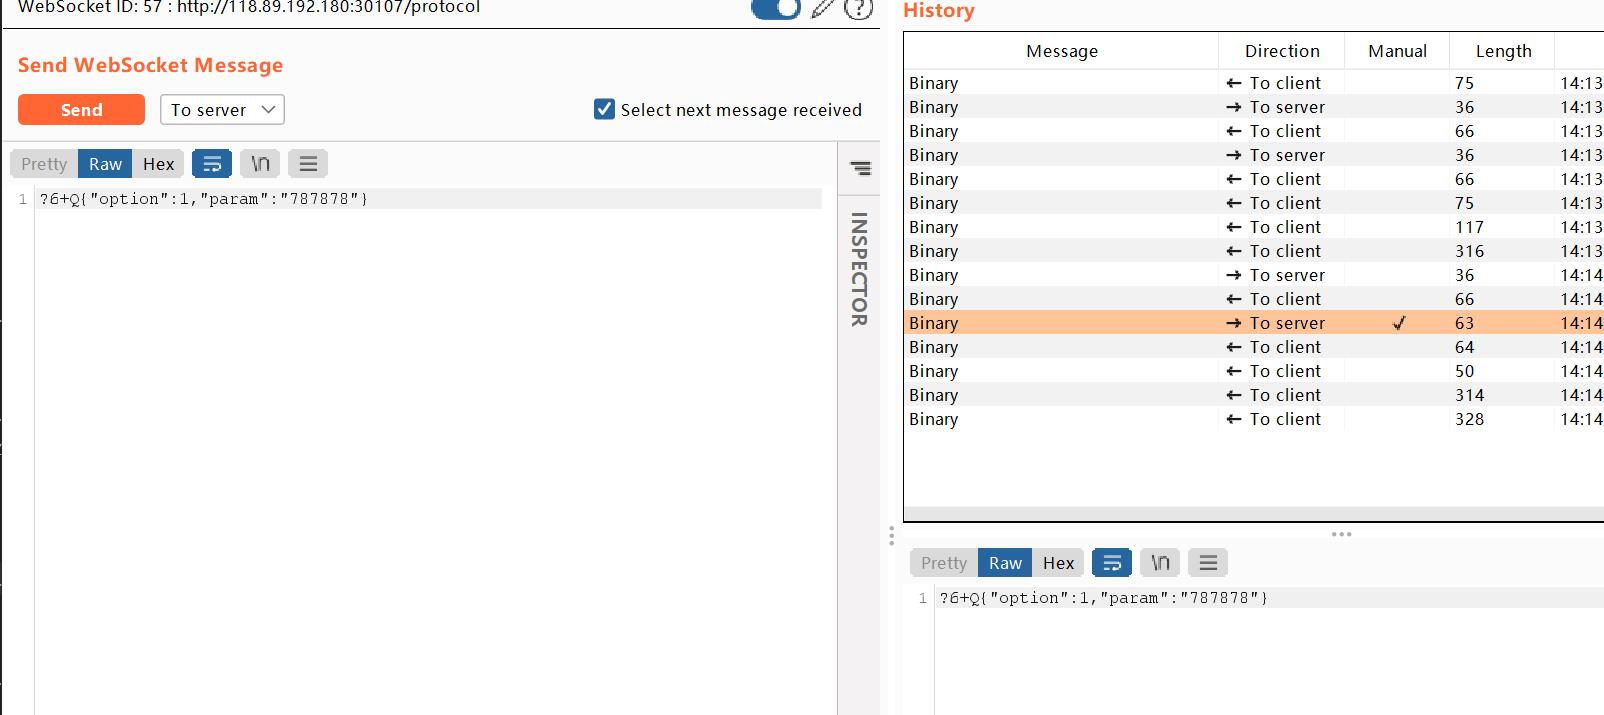 WebSocket ID: 57 : http://118.89.192.180:30107/protocol
Send WebSocket Message
Send
To server
Select next message received
Pretty Raw Hex \n
1 ?6+Q{"option":1,"param":"787878"}
INSPECTOR
History
Message Direction Manual Length
Binary ← To client 75 14:13
Binary → To server 36 14:13
Binary ← To client 66 14:13
Binary → To server 36 14:13
Binary ← To client 66 14:13
Binary ← To client 75 14:13
Binary ← To client 117 14:13
Binary ← To client 316 14:13
Binary → To server 36 14:14
Binary ← To client 66 14:14
Binary → To server ✓ 63 14:14
Binary ← To client 64 14:14
Binary ← To client 50 14:14
Binary ← To client 314 14:14
Binary ← To client 328 14:14
Pretty Raw Hex \n
1 ?6+Q{"option":1,"param":"787878"}